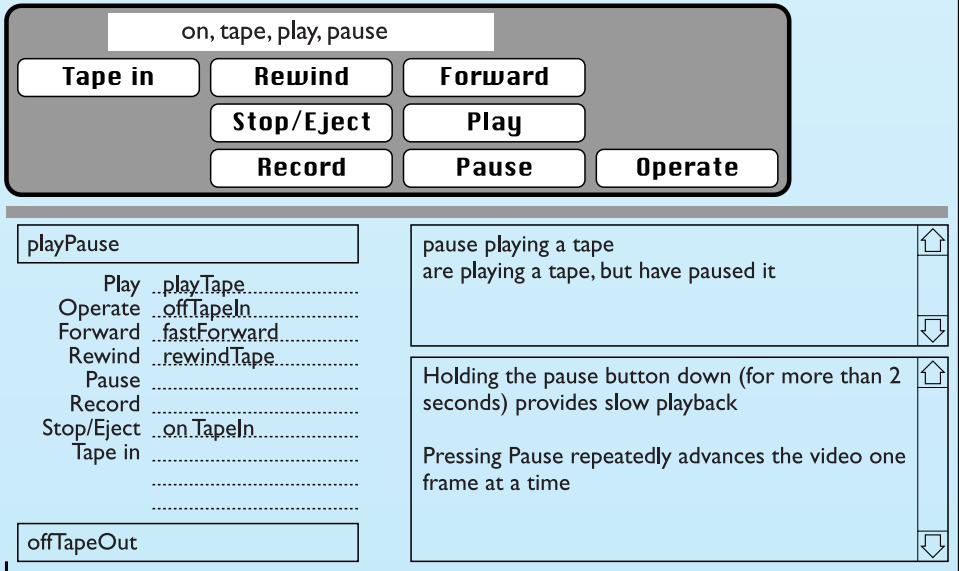 on, tape, play, pause
Tape in Rewind Forward
Stop/Eject Play
Record Pause Operate
playPause
Play playTape
Operate offTapeIn
Forward fastForward
Rewind rewindTape
Pause
Record
Stop/Eject on TapeIn
Tape in
offTapeOut
pause playing a tape
are playing a tape, but have paused it
Holding the pause button down (for more than 2
seconds) provides slow playback
Pressing Pause repeatedly advances the video one
frame at a time